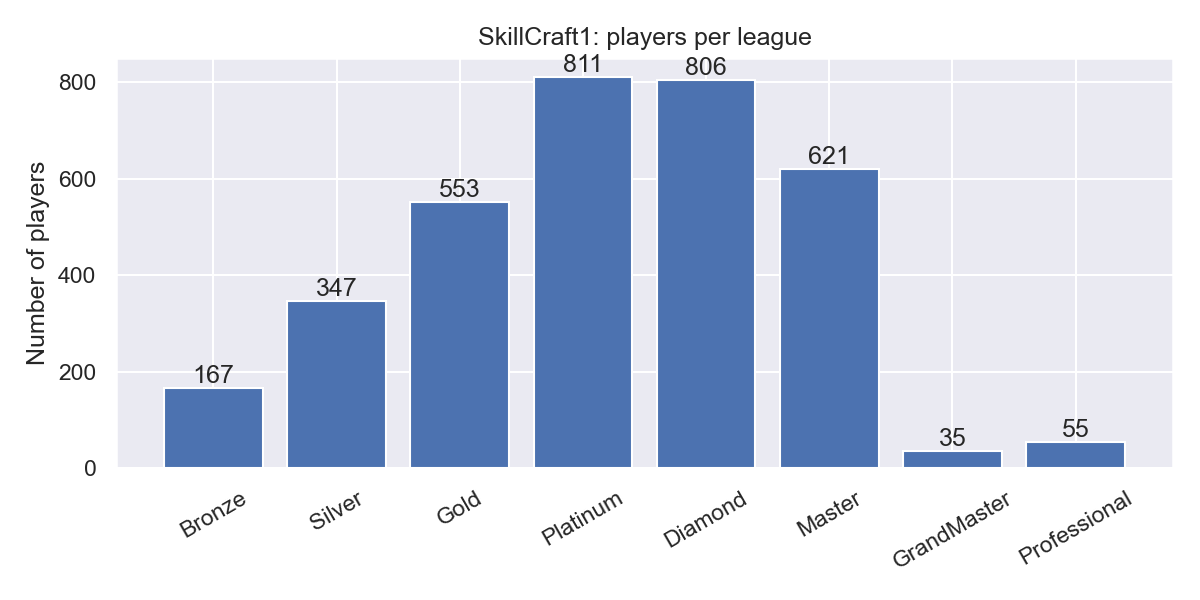 SkillCraft1: players per league
Number of players
800
600
400
200
0
167
347
553
811
806
621
35
55
Bronze
Silver
Gold
Platinum
Diamond
Master
GrandMaster
Professional